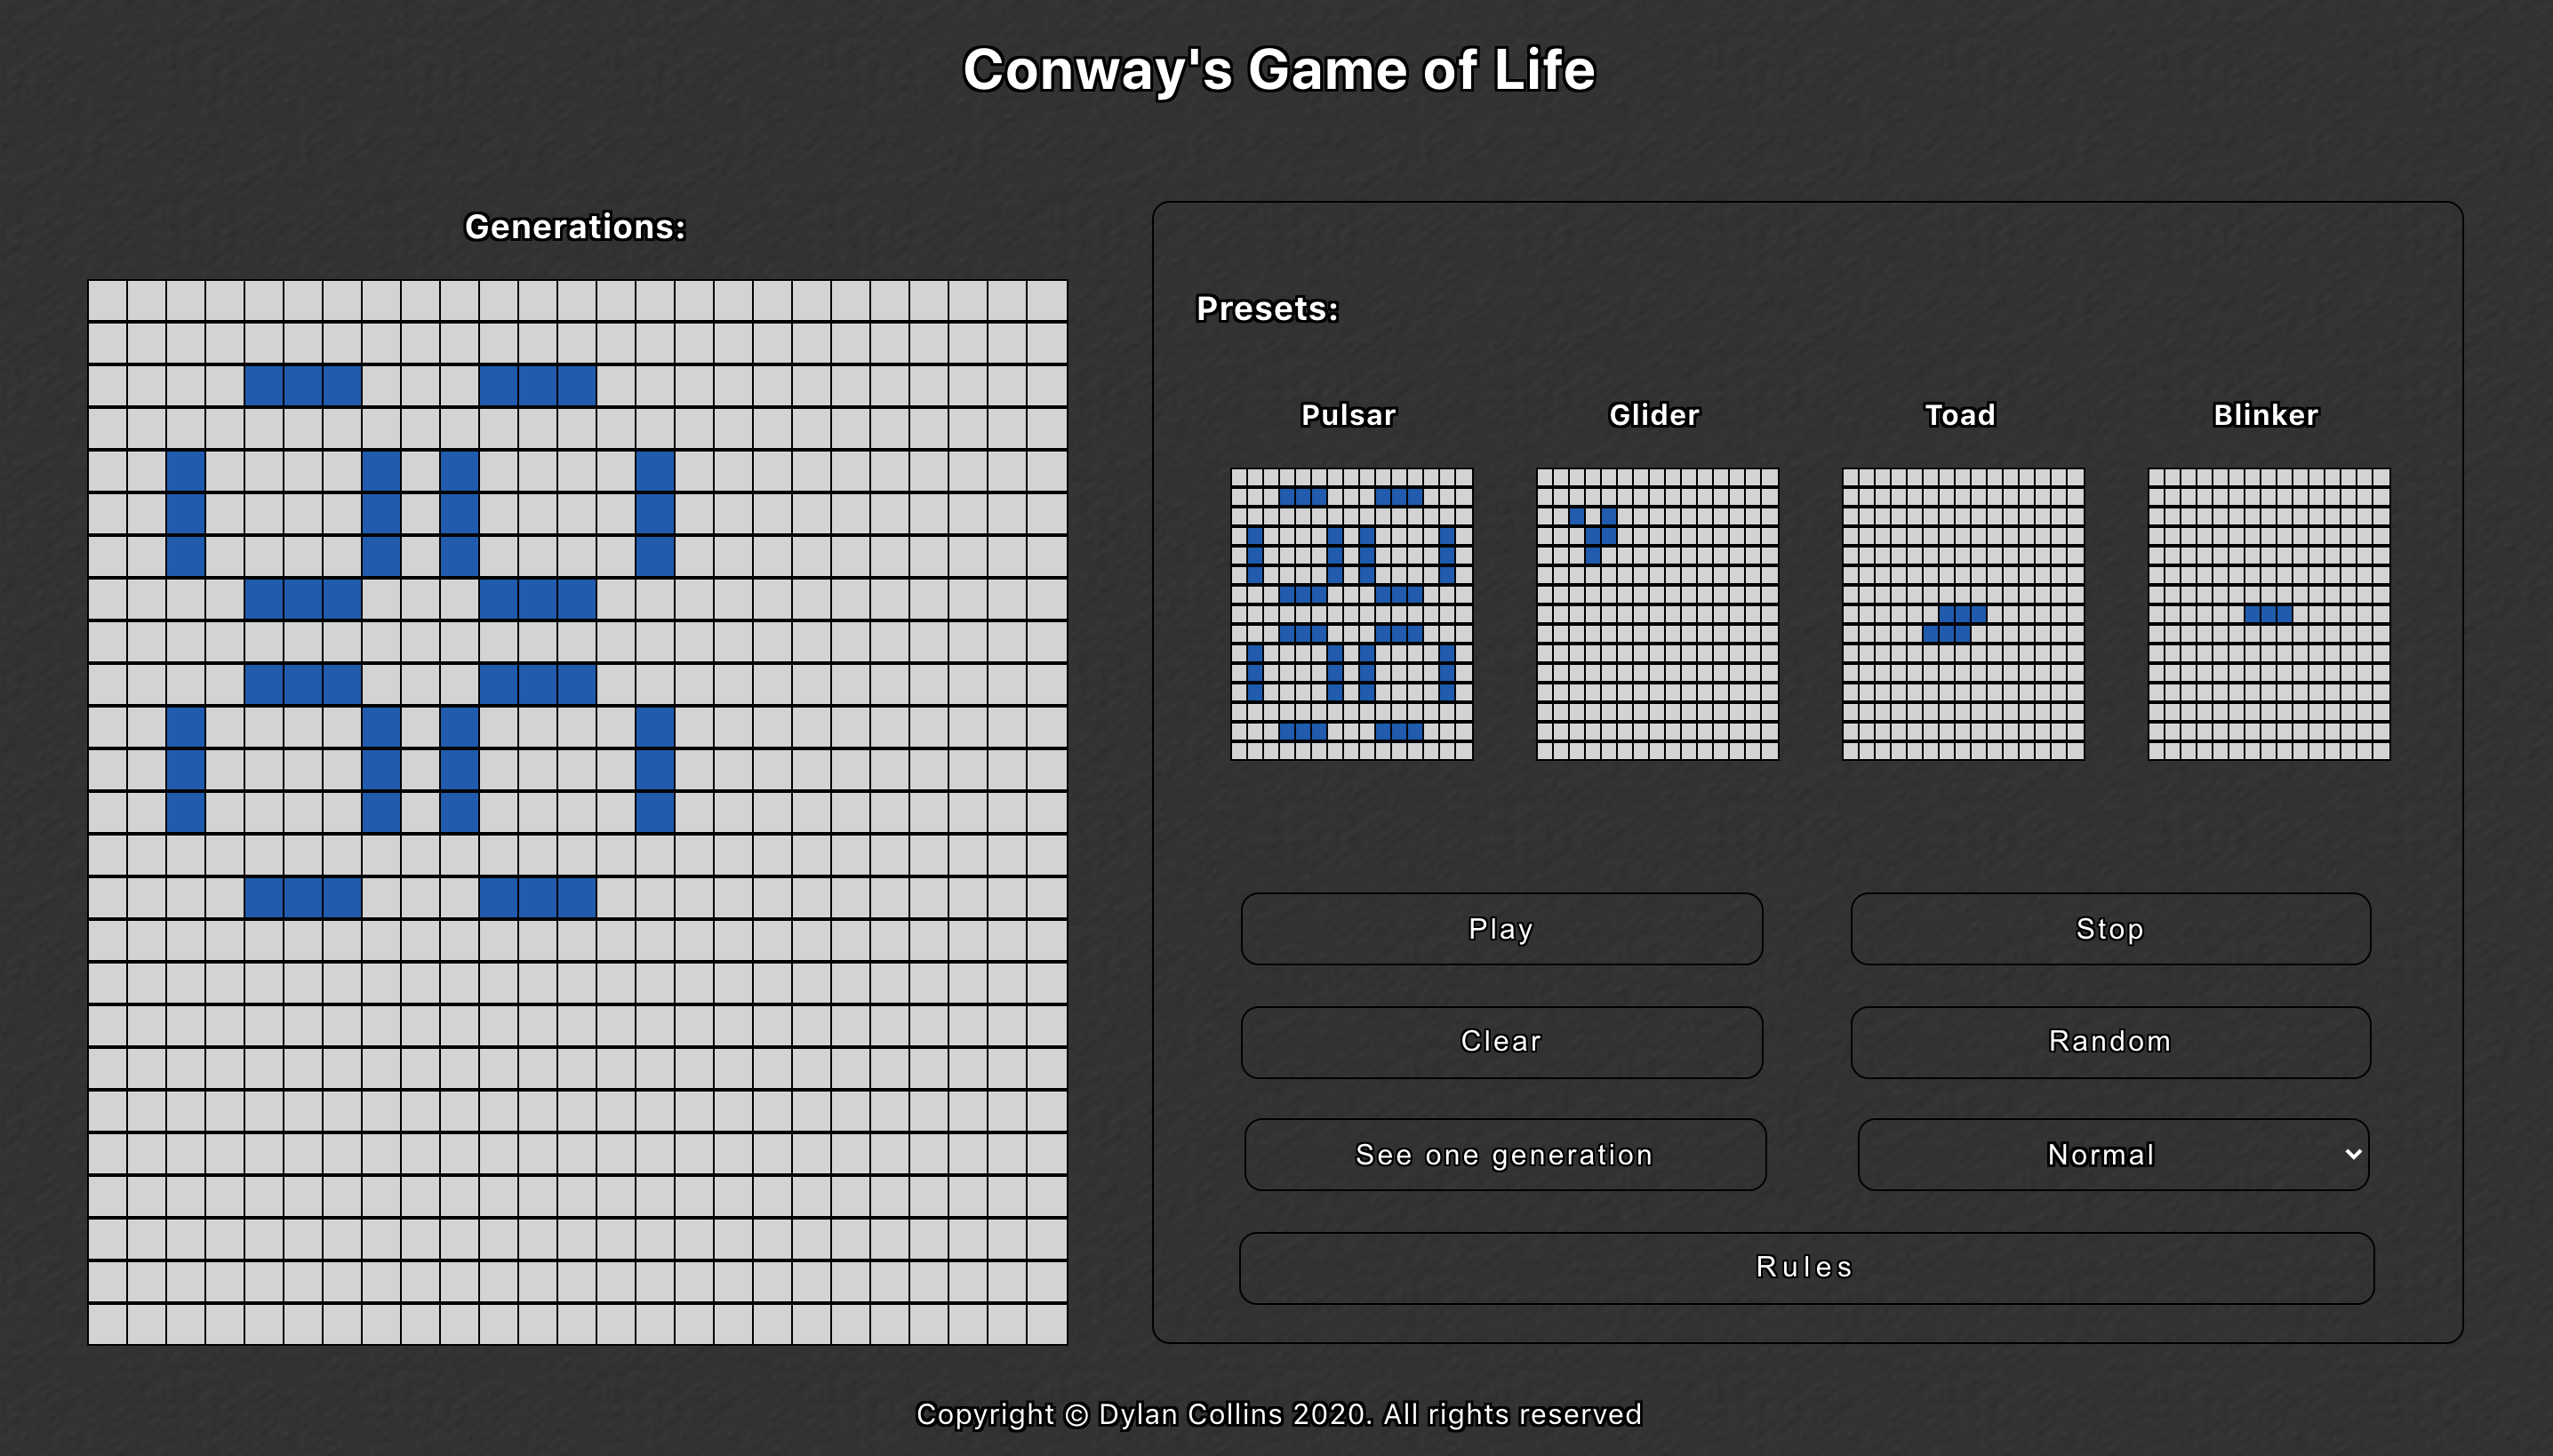 Conway's Game of Life
Generations:
Presets:
Pulsar
Glider
Toad
Blinker
Play
Stop
Clear
Random
See one generation
Normal
Rules
Copyright © Dylan Collins 2020. All rights reserved